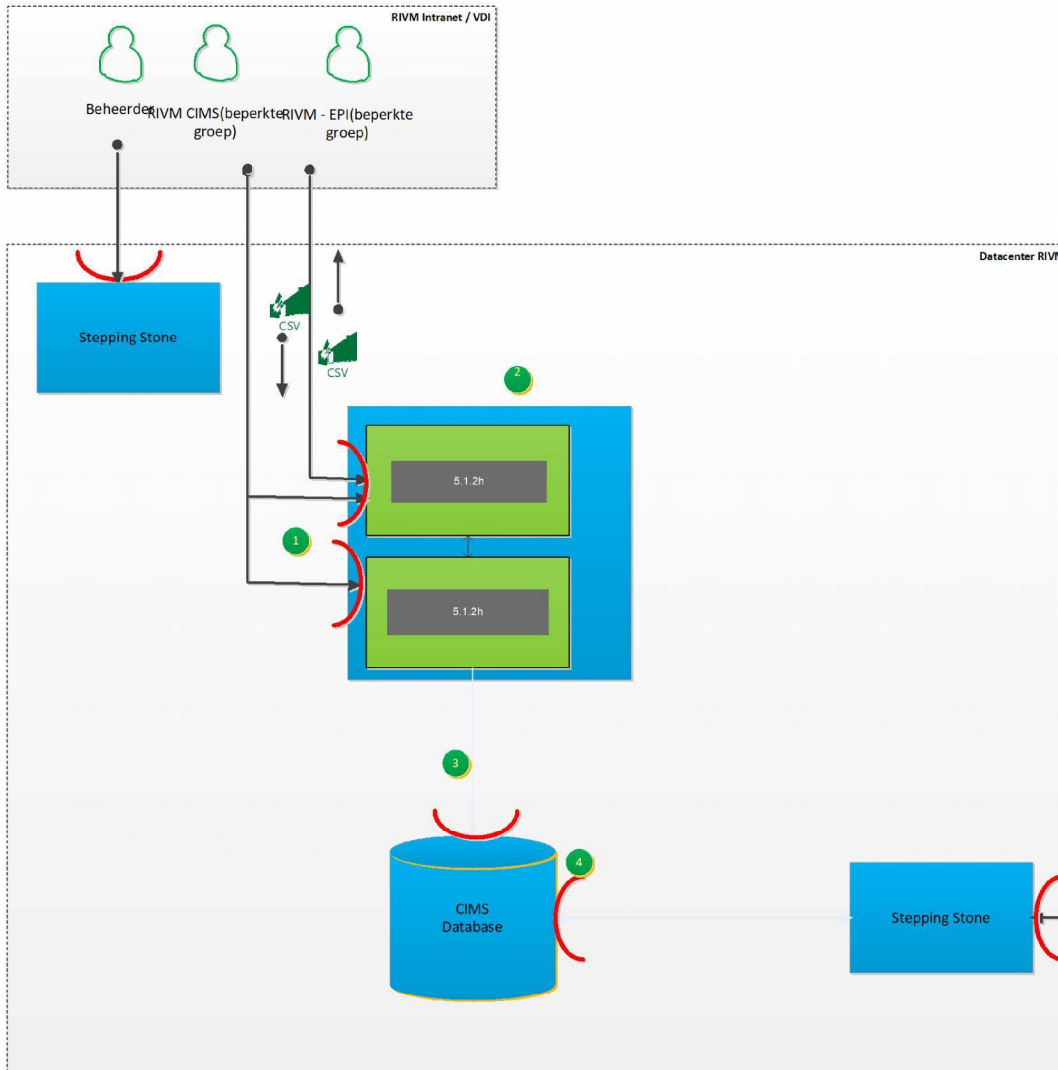 RIVM Intranet / VDI
Beheerder
RIVM CIMS(beperkte
groep)
RIVM - EPI(beperkte
groep)
Datacenter RIVM
Stepping Stone
CSV
CSV
2
5.1.2h
1
5.1.2h
3
4
CIMS
Database
Stepping Stone